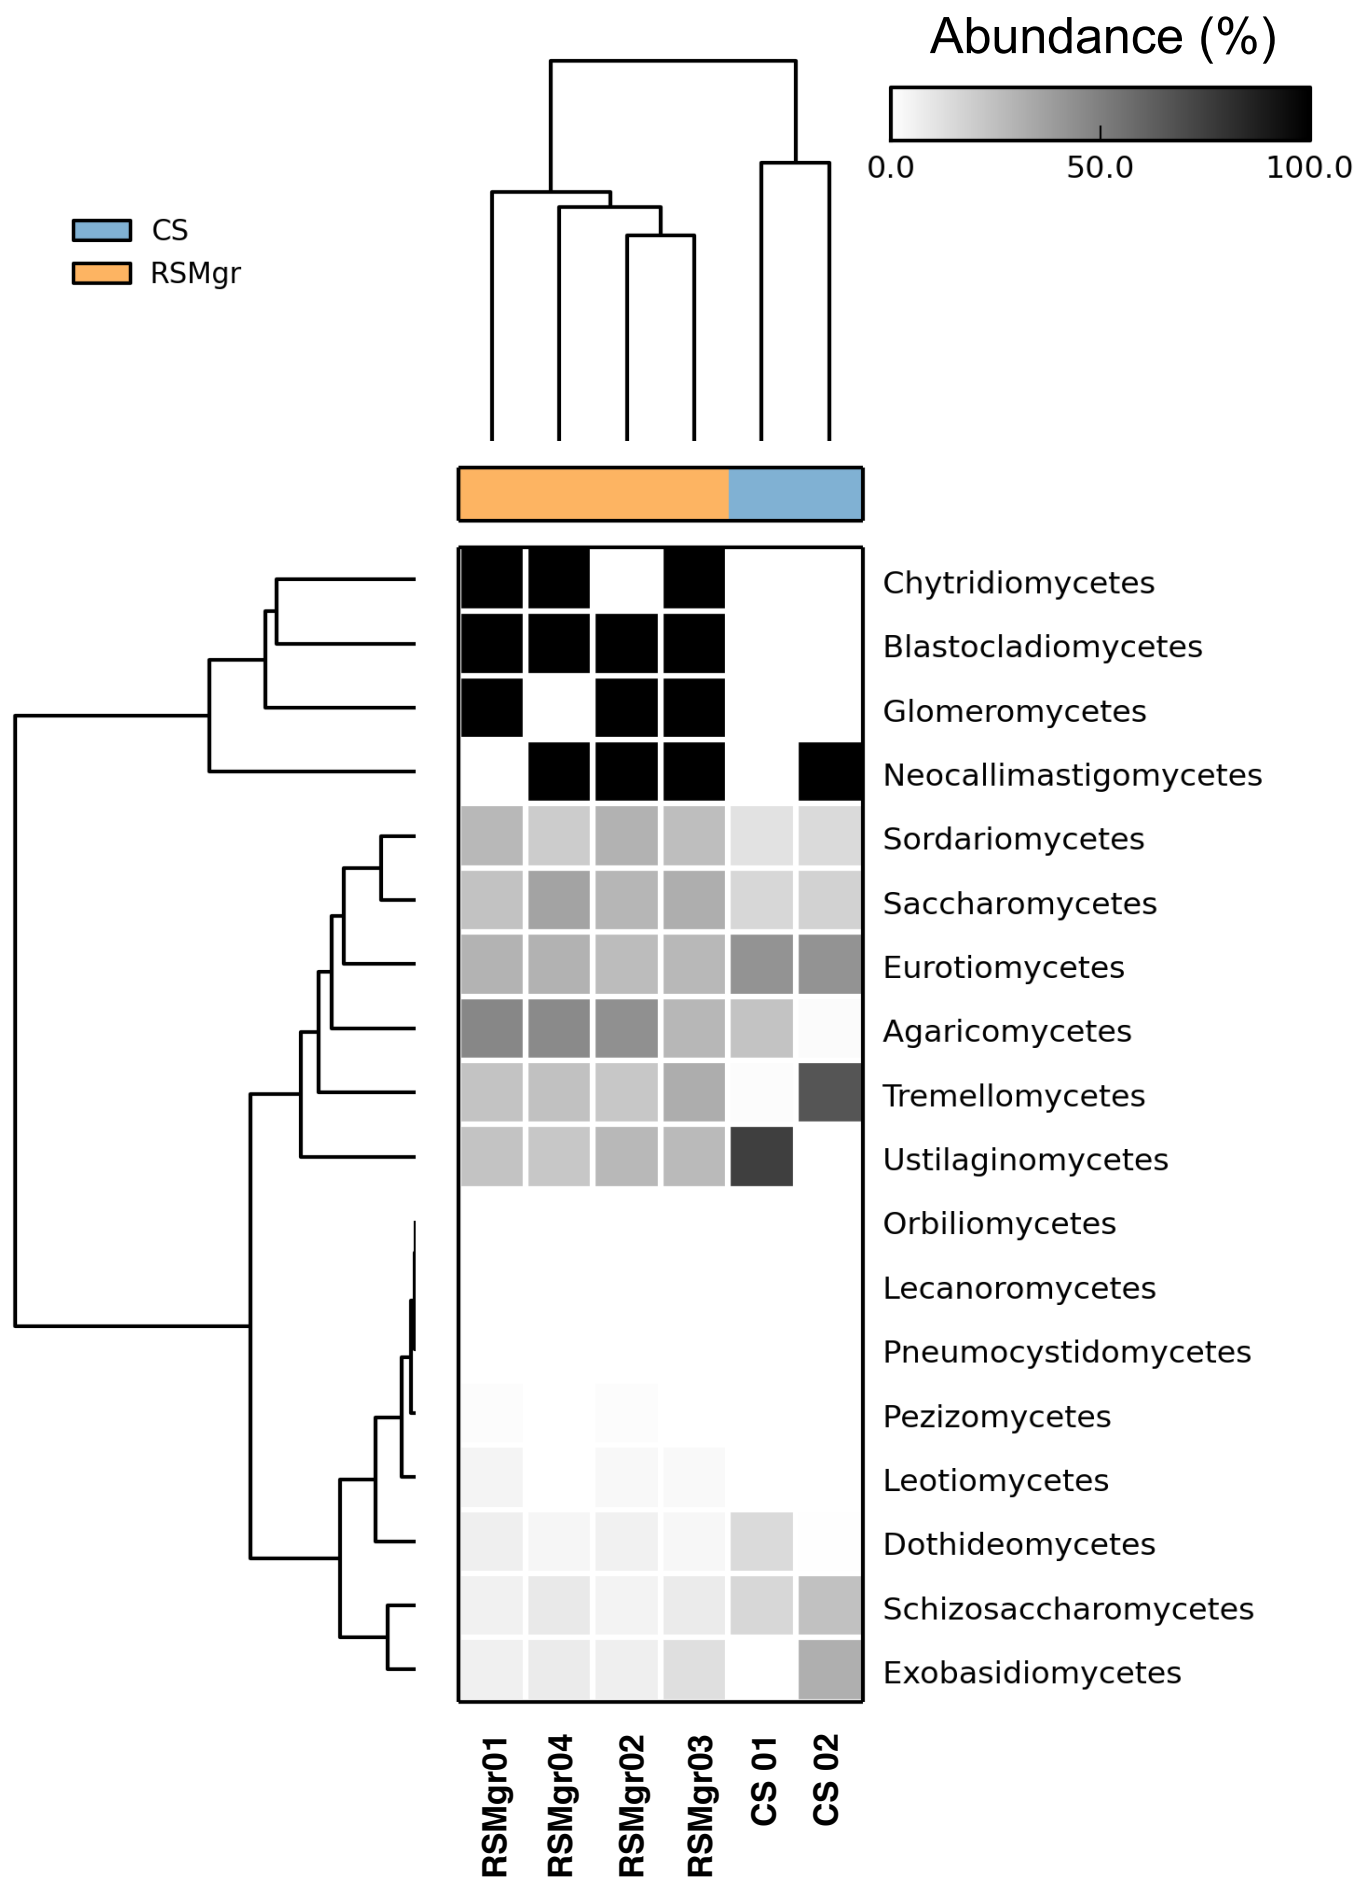 Abundance (%)
0.0 50.0 100.0
CS
RSMgr
Chytridiomycetes
Blastocladiomycetes
Glomeromycetes
Neocallimastigomycetes
Sordariomycetes
Saccharomycetes
Eurotiomycetes
Agaricomycetes
Tremellomycetes
Ustilaginomycetes
Orbiliomycetes
Lecanoromycetes
Pneumocystidomycetes
Pezizomycetes
Leotiomycetes
Dothideomycetes
Schizosaccharomycetes
Exobasidiomycetes
RSMgr01
RSMgr04
RSMgr02
RSMgr03
CS 01
CS 02